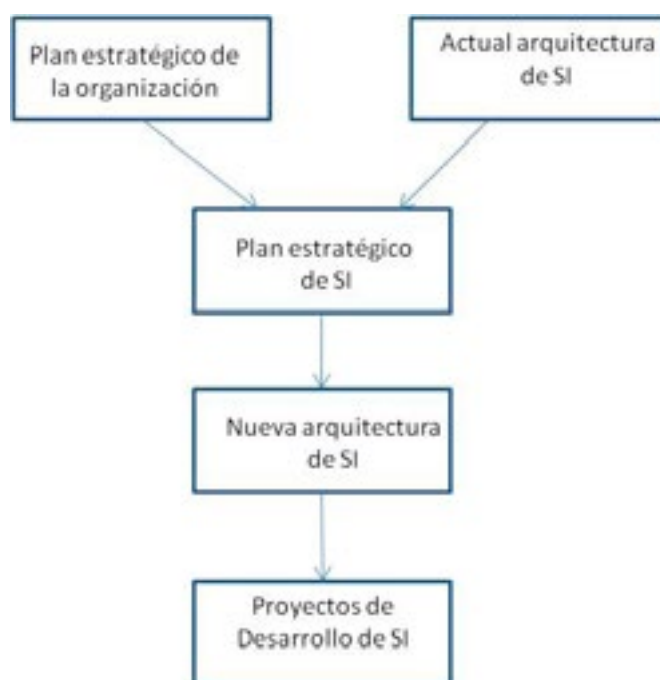 Plan estratégico de
la organización
Actual arquitectura
de SI
Plan estratégico
de SI
Nueva arquitectura
de SI
Proyectos de
Desarrollo de SI